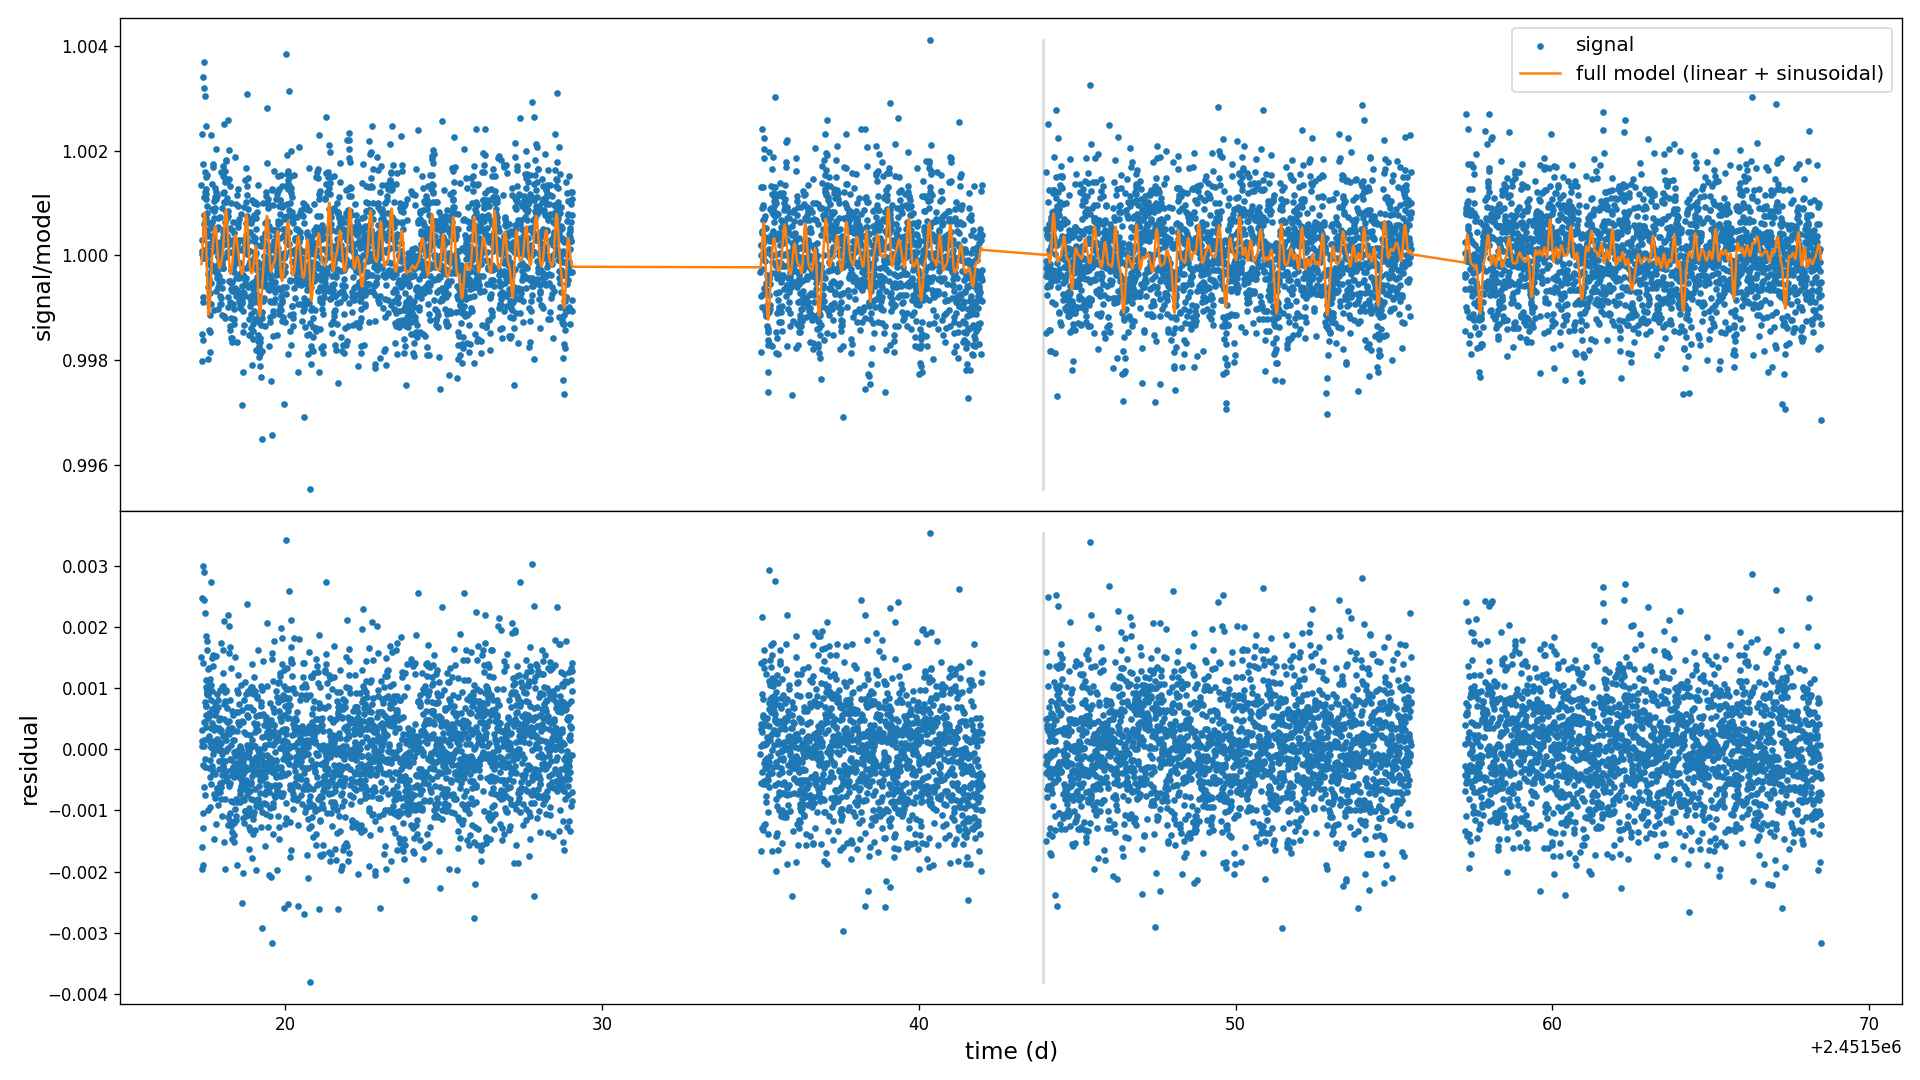 signal
full model (linear + sinusoidal)
signal/model
1.004
1.002
1.000
0.998
0.996
residual
0.003
0.002
0.001
0.000
−0.001
−0.002
−0.003
−0.004
20 30 40 50 60 70
time (d)
+2.4515e6